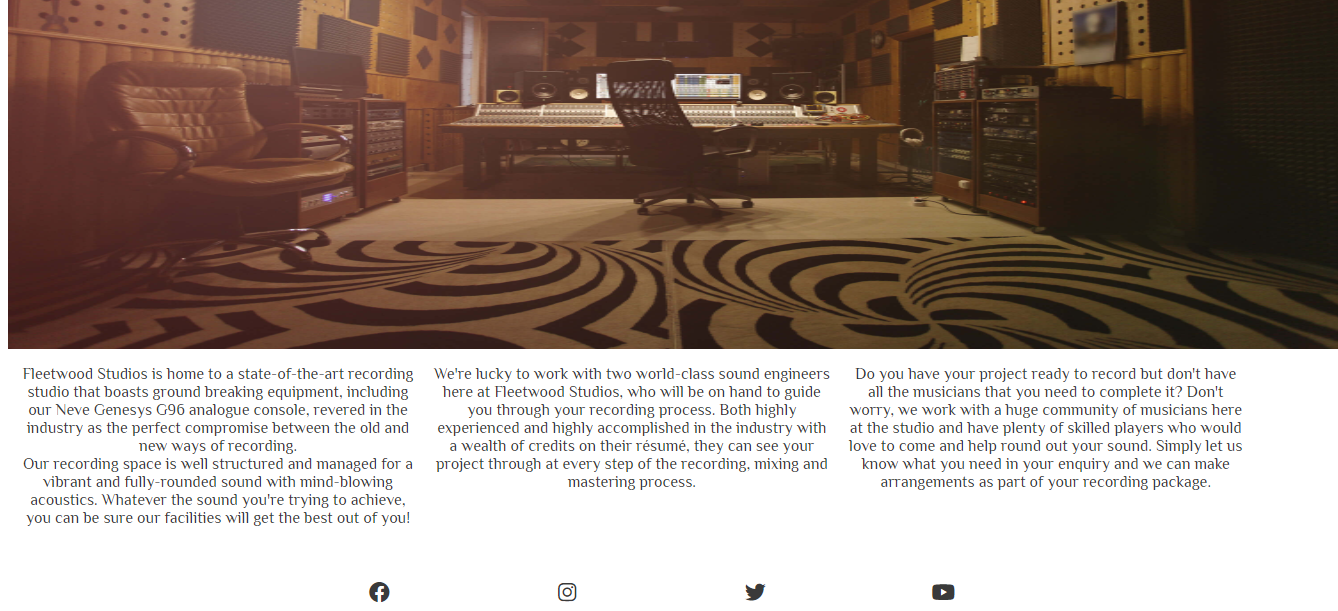 Fleetwood Studios is home to a state-of-the-art recording
studio that boasts ground breaking equipment, including
our Neve Genesys G96 analogue console, revered in the
industry as the perfect compromise between the old and
new ways of recording.
Our recording space is well structured and managed for a
vibrant and fully-rounded sound with mind-blowing
acoustics. Whatever the sound you're trying to achieve,
you can be sure our facilities will get the best out of you!
We're lucky to work with two world-class sound engineers
here at Fleetwood Studios, who will be on hand to guide
you through your recording process. Both highly
experienced and highly accomplished in the industry with
a wealth of credits on their résumé, they can see your
project through at every step of the recording, mixing and
mastering process.
Do you have your project ready to record but don't have
all the musicians that you need to complete it? Don't
worry, we work with a huge community of musicians here
at the studio and have plenty of skilled players who would
love to come and help round out your sound. Simply let us
know what you need in your enquiry and we can make
arrangements as part of your recording package.